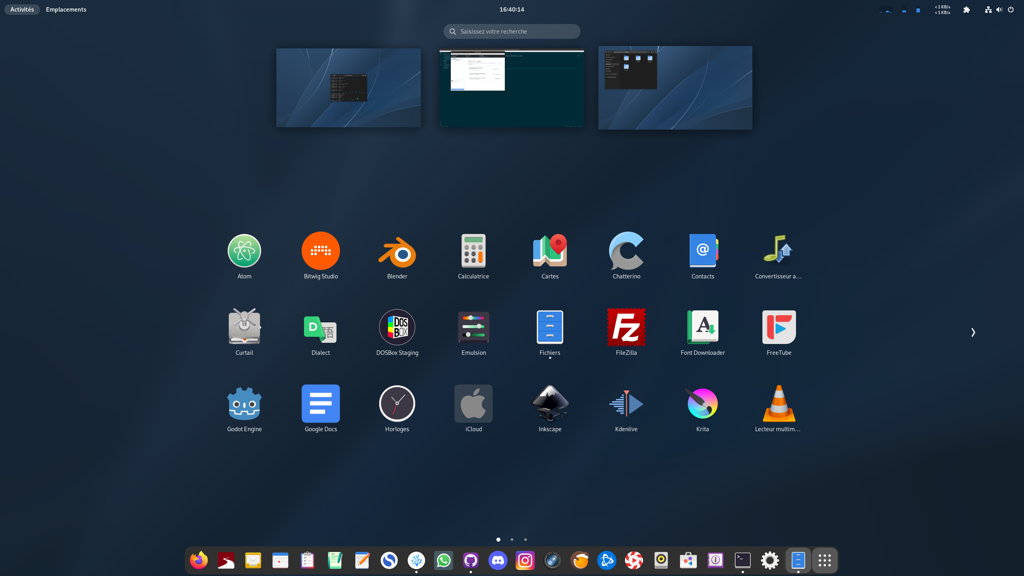 Activités Emplacements
16:40:14
<1 KB/s
<1 KB/s
Saisissez votre recherche
Atom
Bitwig Studio
Blender
Calculatrice
Cartes
Chatterino
Contacts
Convertisseur a...
Curtail
Dialect
DOSBox Staging
Emulsion
Fichiers
FileZilla
Font Downloader
FreeTube
Godot Engine
Google Docs
Horloges
iCloud
Inkscape
Kdenlive
Krita
Lecteur multim...